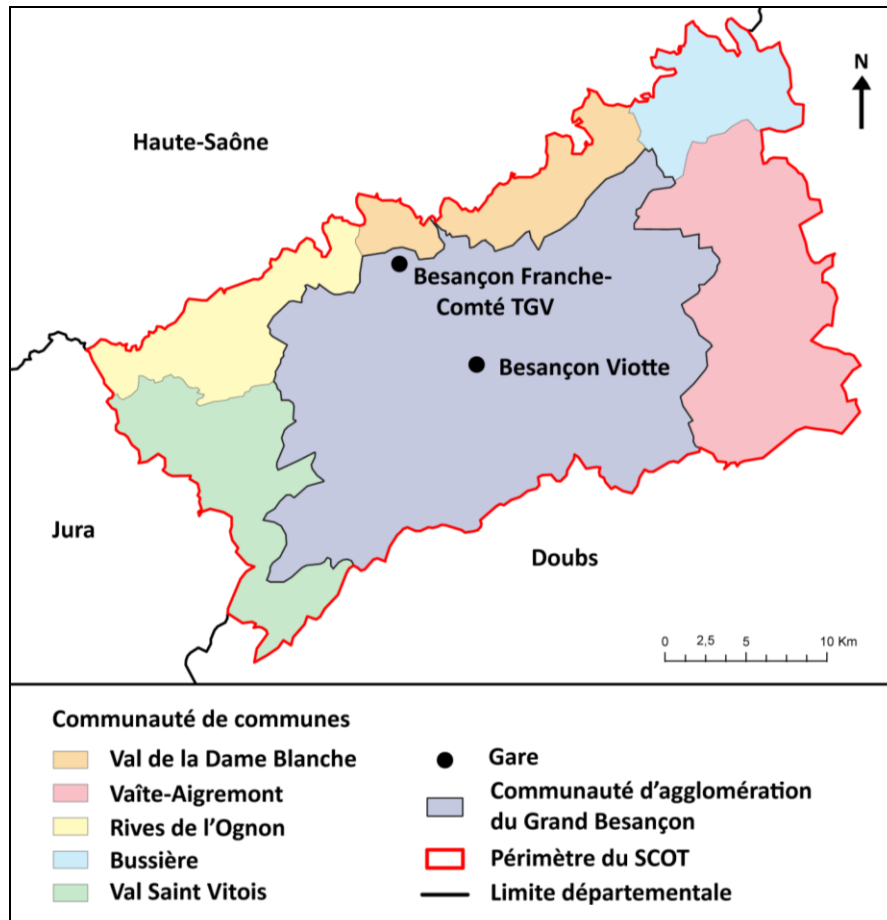 N
Haute-Saône
Besançon Franche-
Comté TGV
Besançon Viotte
Jura
Doubs
0 2,5 5 10 Km
Communauté de communes
Val de la Dame Blanche
Vaîte-Aigremont
Rives de l'Ognon
Bussière
Val Saint Vitois
Gare
Communauté d'agglomération
du Grand Besançon
Périmètre du SCOT
Limite départementale